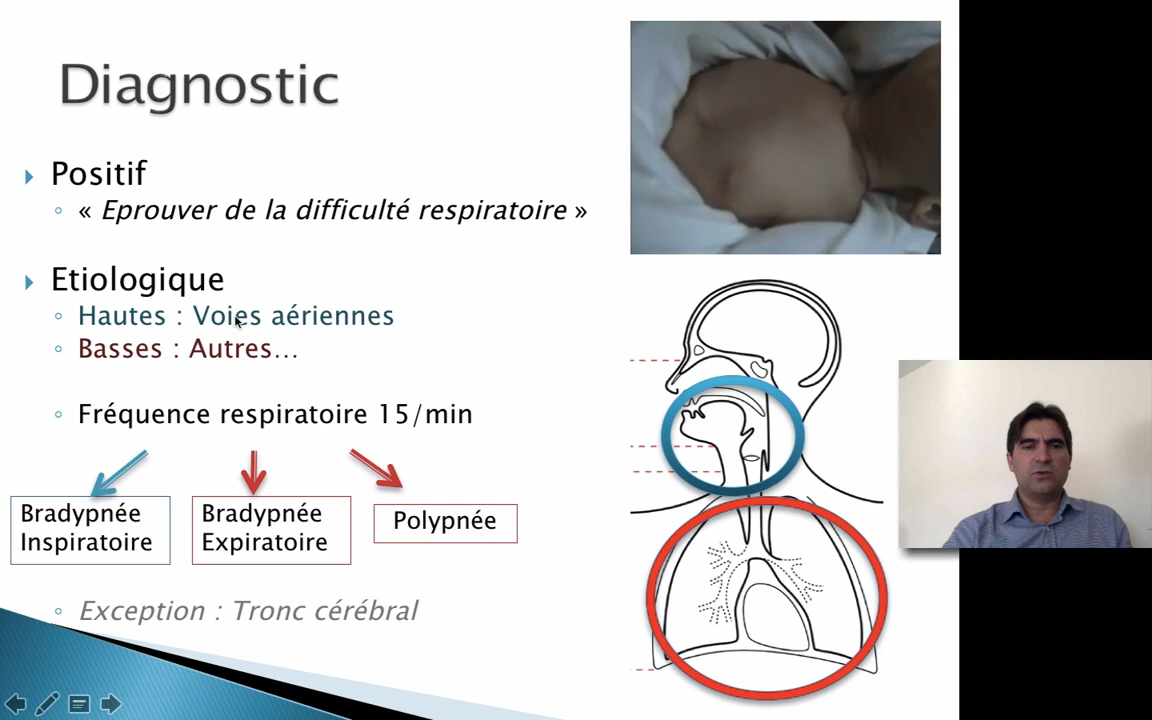 Diagnostic
Positif
« Eprouver de la difficulté respiratoire »
Etiologique
Hautes : Voies aériennes
Basses : Autres...
Fréquence respiratoire 15/min
Bradypnée
Inspiratoire
Bradypnée
Expiratoire
Polypnée
Exception : Tronc cérébral